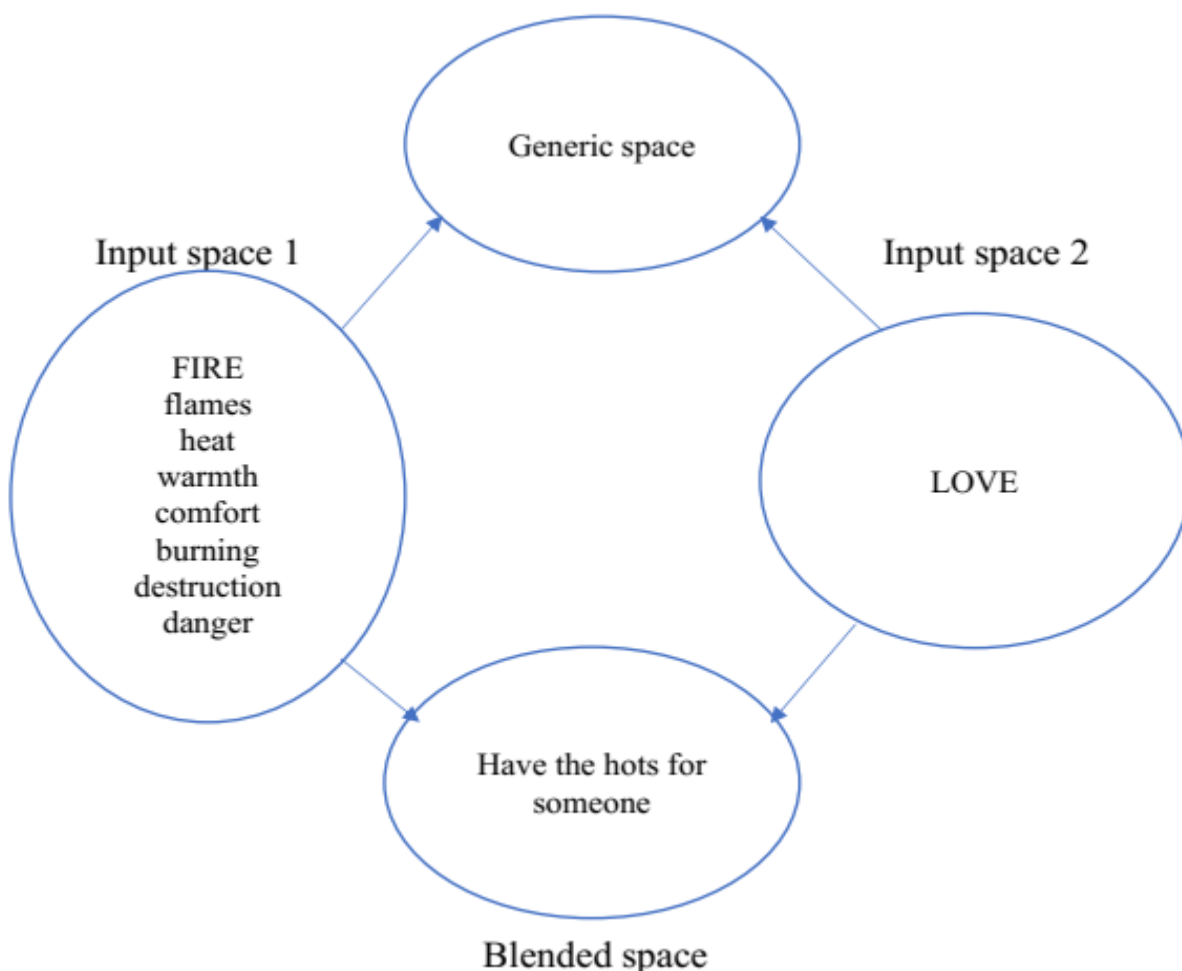 Generic space
Input space 1
Input space 2
FIRE
flames
heat
warmth
comfort
burning
destruction
danger
LOVE
Have the hots for
someone
Blended space